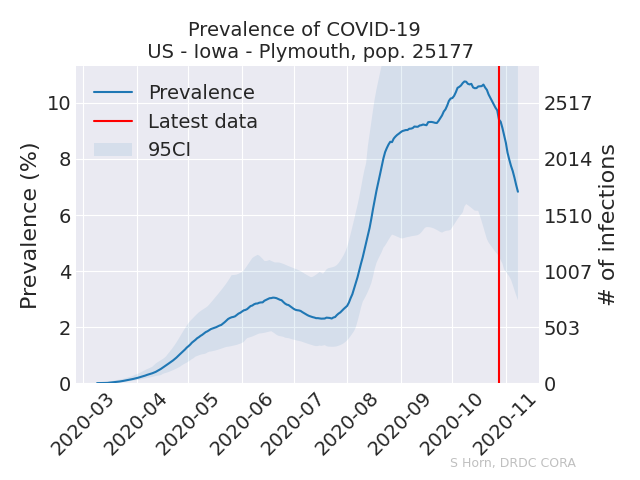 Prevalence of COVID-19
US - Iowa - Plymouth, pop. 25177
Prevalence (%)
10
8
6
4
2
0
Prevalence
Latest data
95CI
2517
2014
1510
1007
503
0
# of infections
2020-03
2020-04
2020-05
2020-06
2020-07
2020-08
2020-09
2020-10
2020-11
S Horn, DRDC CORA